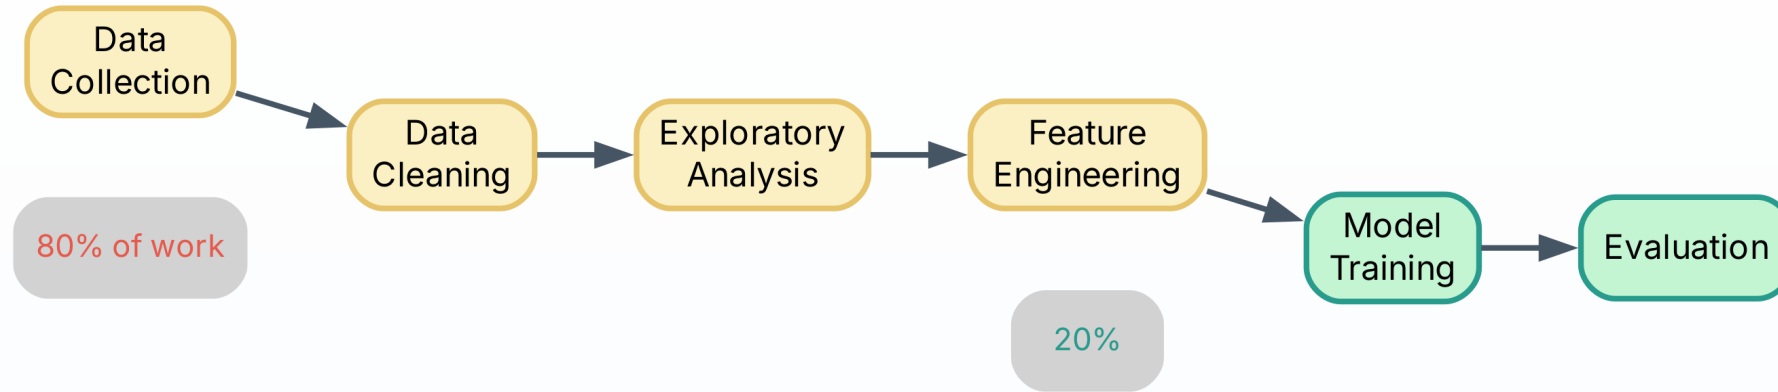 Data
Collection
Data
Cleaning
Exploratory
Analysis
Feature
Engineering
Model
Training
Evaluation
80% of work
20%